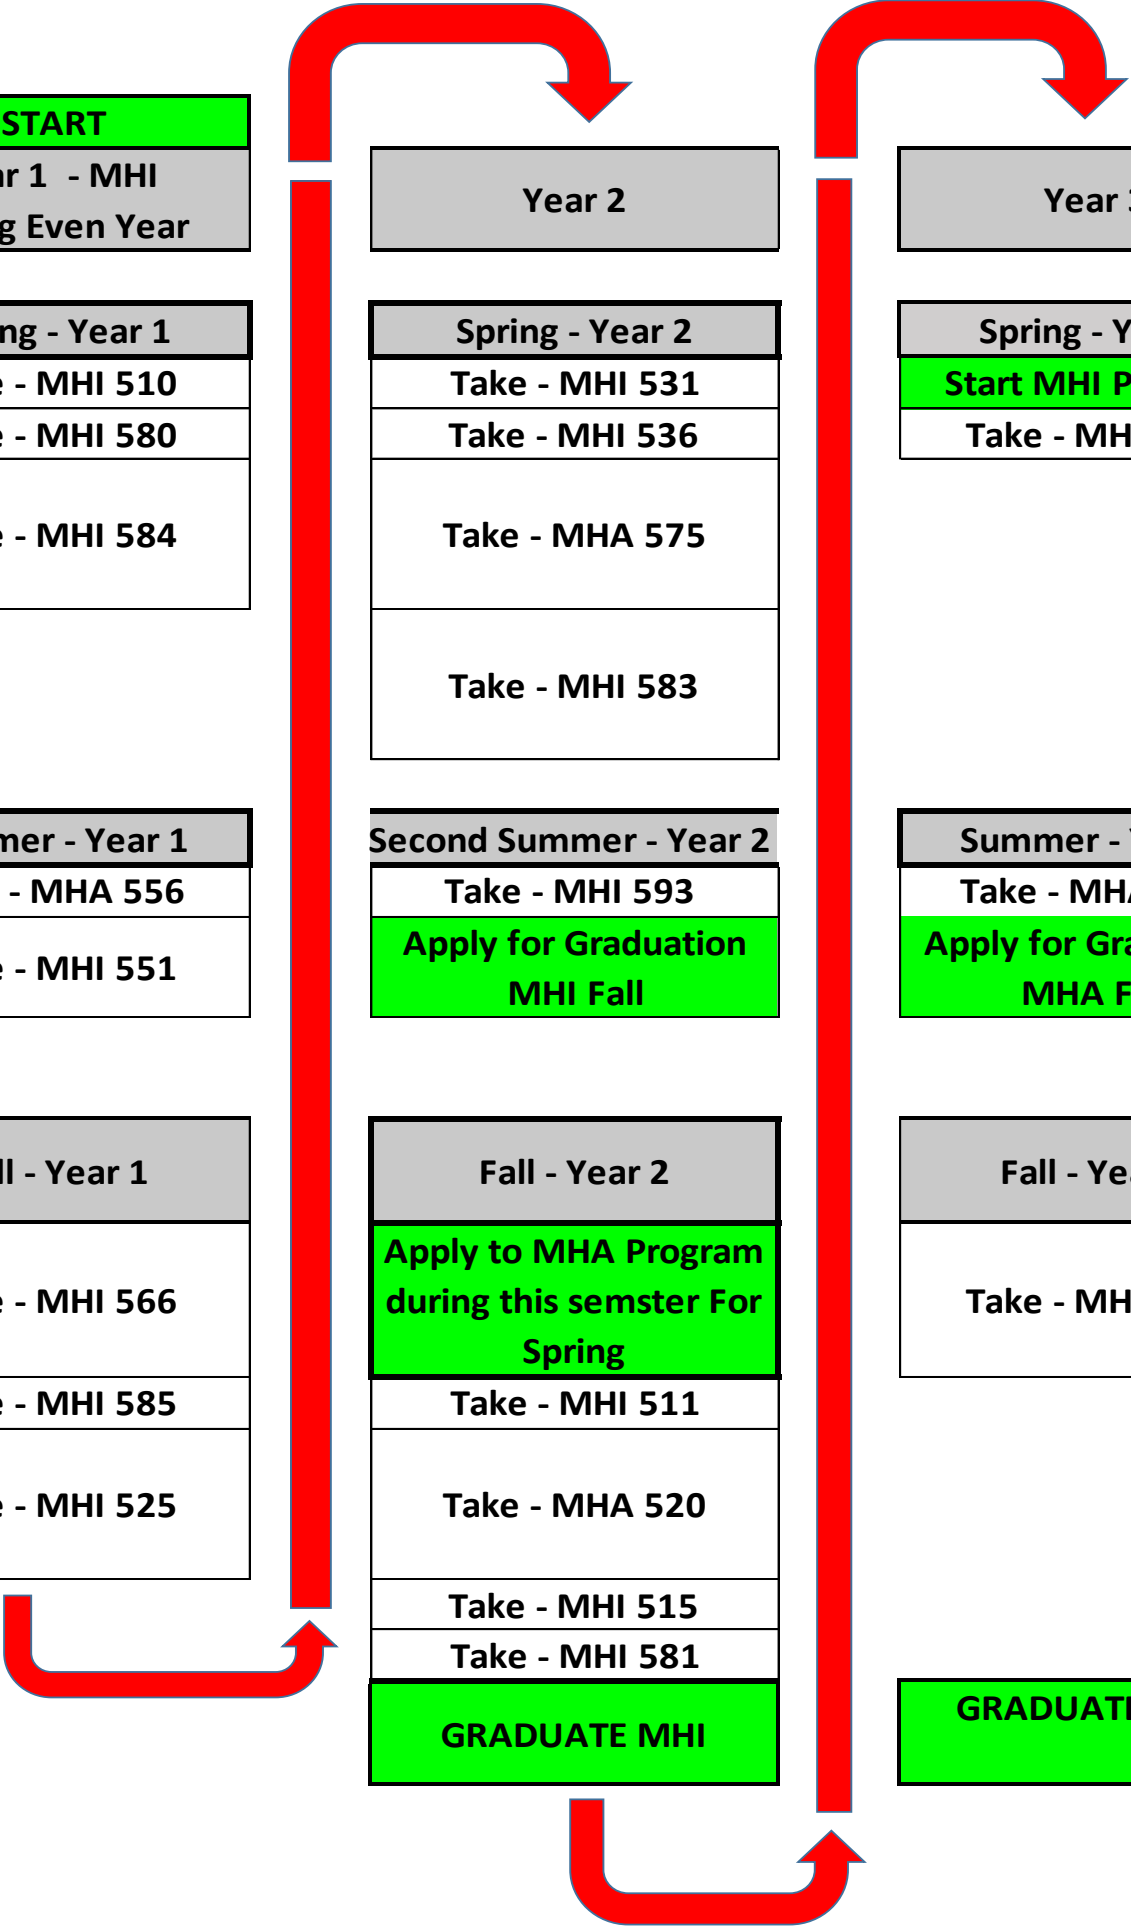 START
r 1 - MHI
g Even Year
ng - Year 1
- MHI 510
- MHI 580
- MHI 584
mer - Year 1
- MHA 556
- MHI 551
ll - Year 1
- MHI 566
- MHI 585
- MHI 525
Year 2
Spring - Year 2
Take - MHI 531
Take - MHI 536
Take - MHA 575
Take - MHI 583
Second Summer - Year 2
Take - MHI 593
Apply for Graduation
MHI Fall
Fall - Year 2
Apply to MHA Program
during this semster For
Spring
Take - MHI 511
Take - MHA 520
Take - MHI 515
Take - MHI 581
GRADUATE MHI
Year
Spring - Y
Start MHI P
Take - MH
Summer -
Take - MHA
Apply for Gra
MHA F
Fall - Yea
Take - MH
GRADUATE